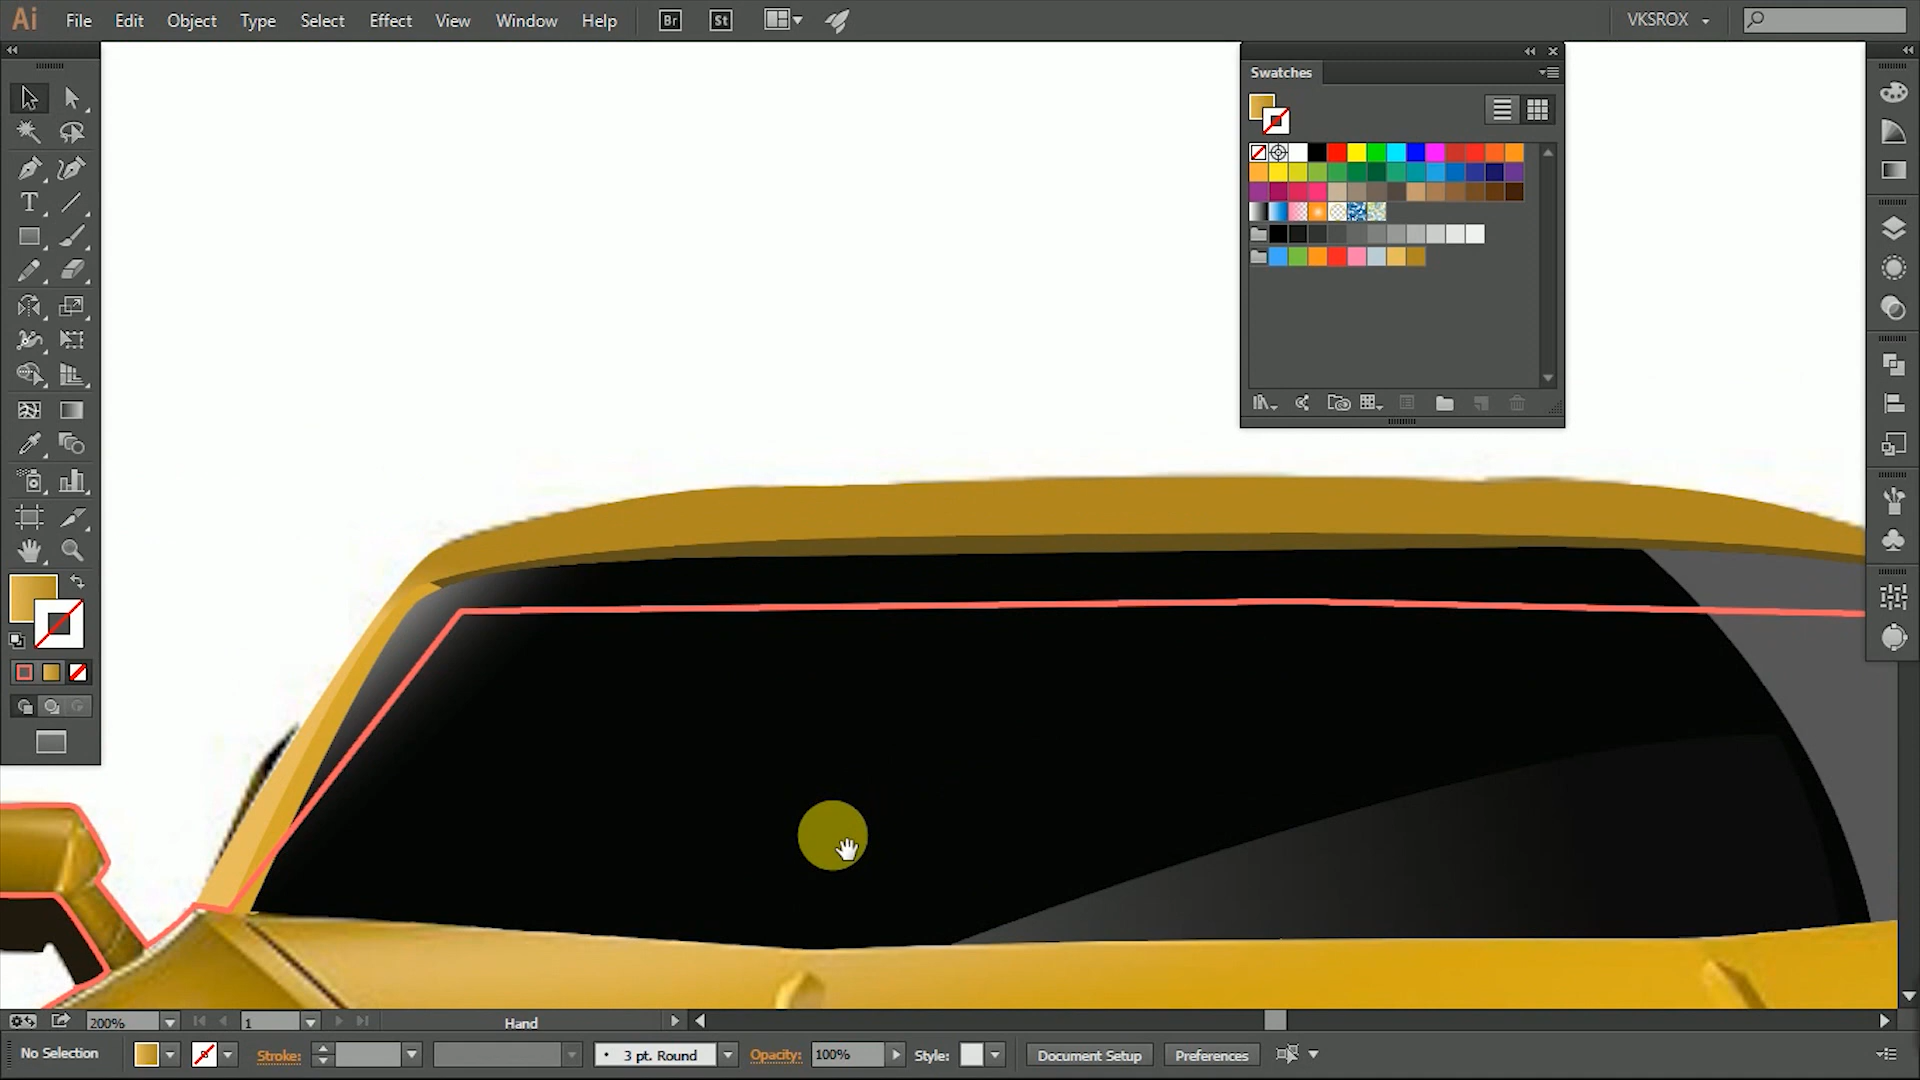 Ai File Edit Object Type Select Effect View Window Help Br St VKSROX
Swatches
T
200% 1 Hand
No Selection Stroke: 3 pt. Round Opacity: 100% Style: Document Setup Preferences